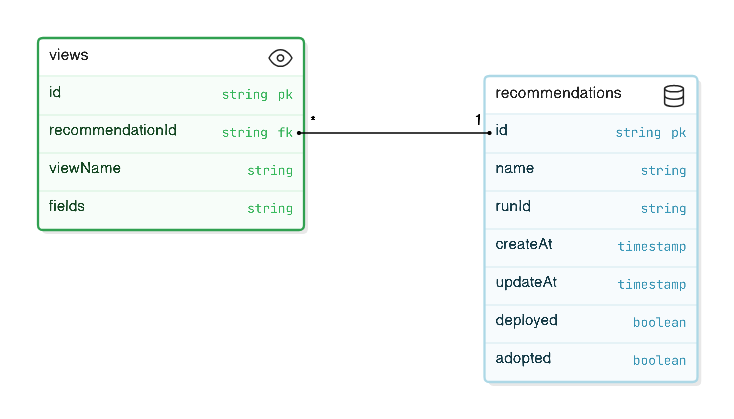 views
id string pk
recommendationId string fk
viewName string
fields string
* 1
recommendations
id string pk
name string
runId string
createAt timestamp
updateAt timestamp
deployed boolean
adopted boolean